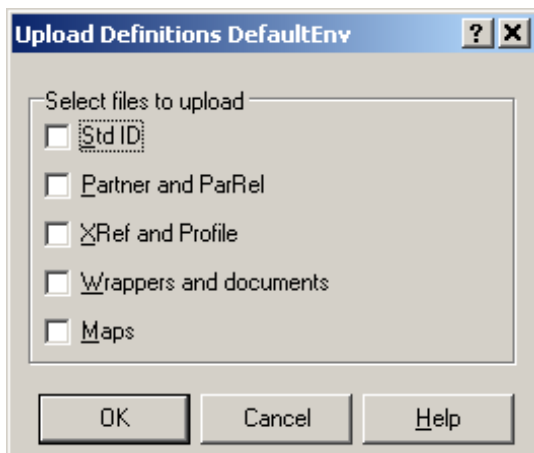 Upload Definitions DefaultEnv
Select files to upload
Std ID
Partner and ParRel
XRef and Profile
Wrappers and documents
Maps
OK Cancel Help